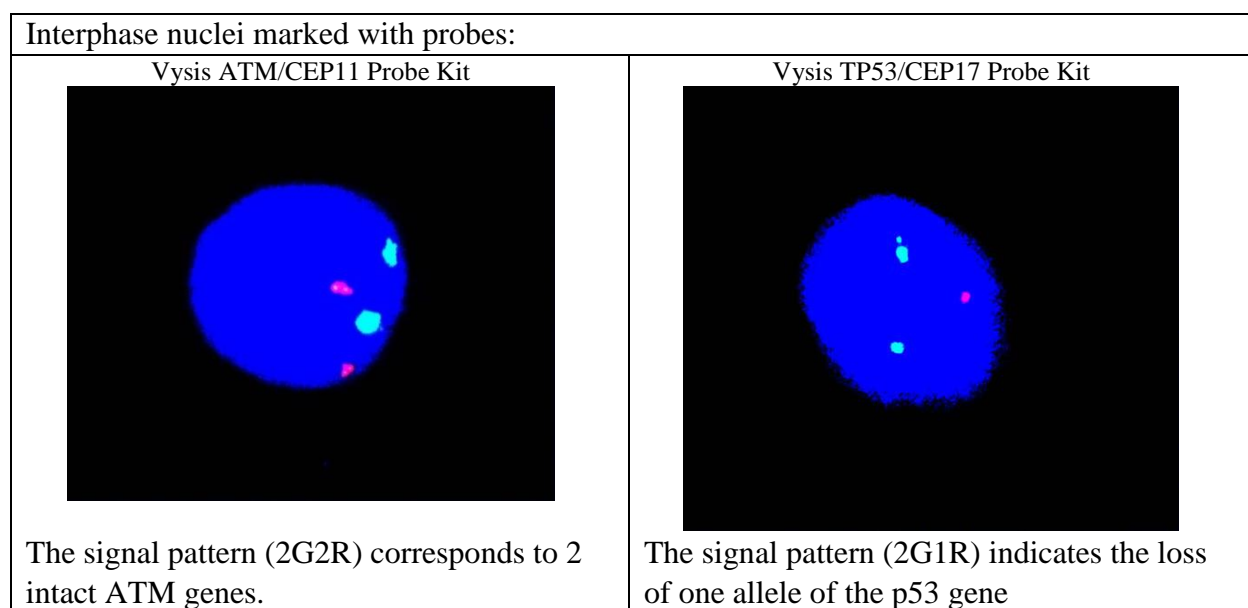 Interphase nuclei marked with probes:
Vysis ATM/CEP11 Probe Kit
The signal pattern (2G2R) corresponds to 2
intact ATM genes.
Vysis TP53/CEP17 Probe Kit
The signal pattern (2G1R) indicates the loss
of one allele of the p53 gene